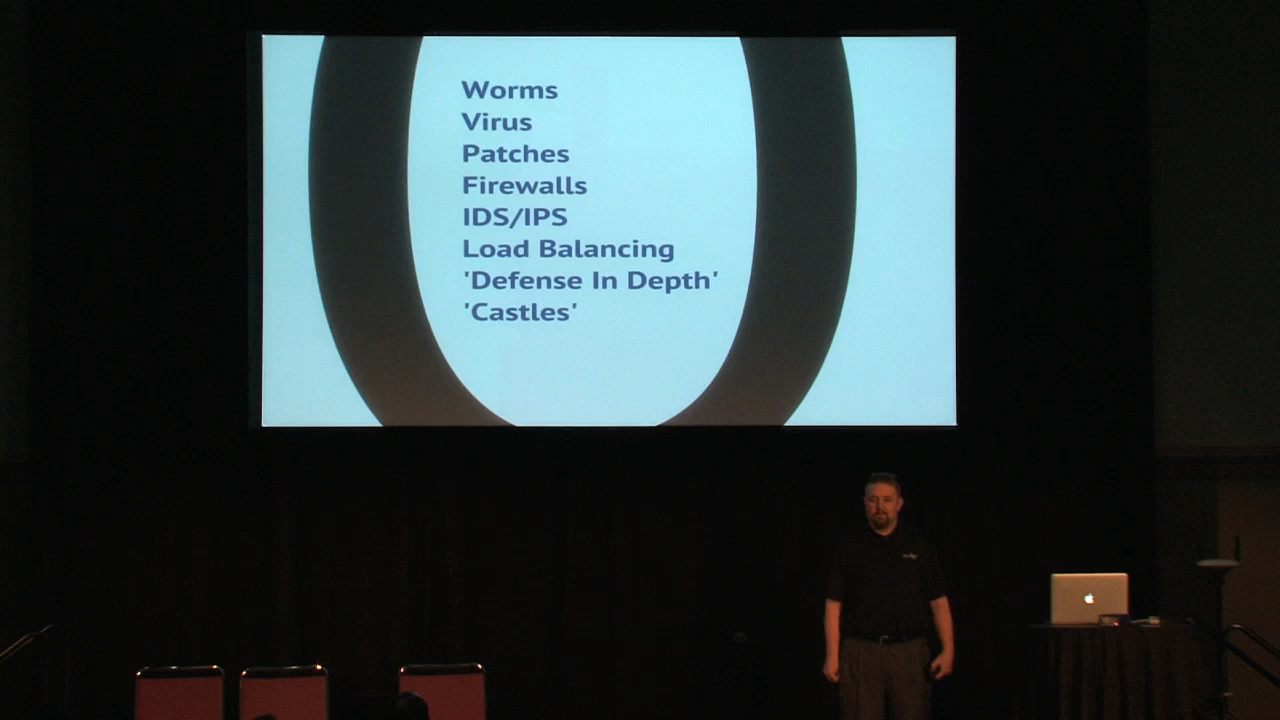 Worms
Virus
Patches
Firewalls
IDS/IPS
Load Balancing
'Defense In Depth'
'Castles'